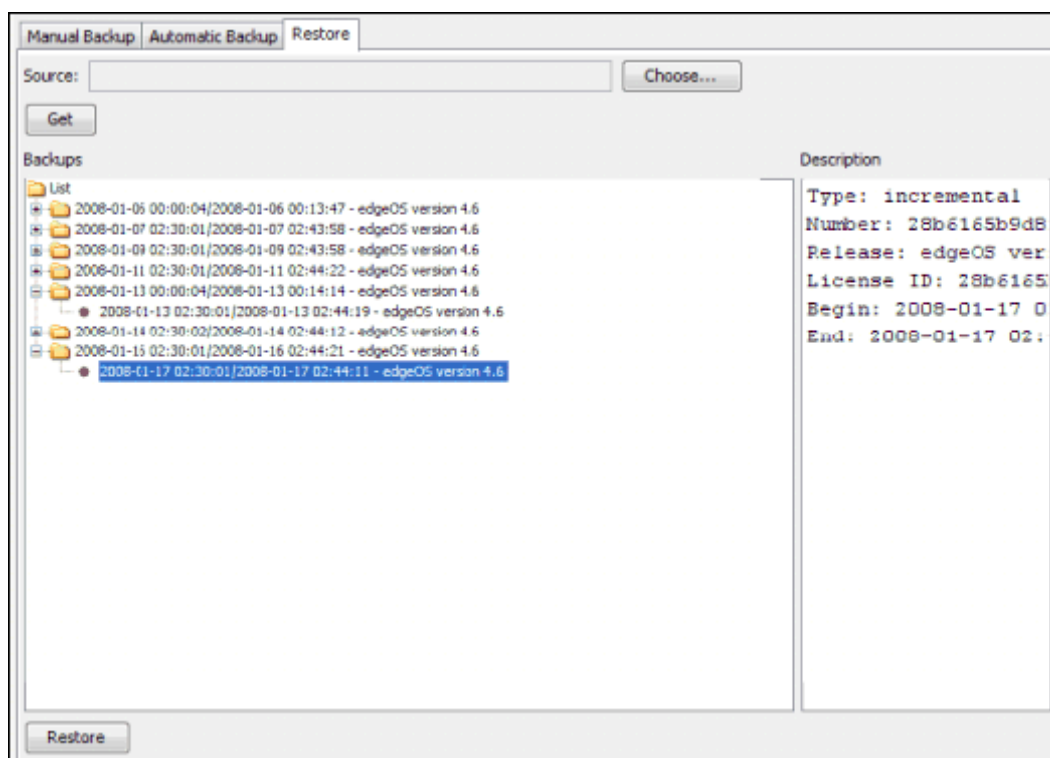 Manual Backup Automatic Backup Restore
Source: Choose...
Get
Backups Description
List
2008-01-05 00:00:04/2008-01-06 00:13:47 - edgeOS version 4.6
2008-01-07 02:30:01/2008-01-07 02:43:58 - edgeOS version 4.6
2008-01-09 02:30:01/2008-01-09 02:43:58 - edgeOS version 4.6
2008-01-11 02:30:01/2008-01-11 02:44:22 - edgeOS version 4.6
2008-01-13 00:00:04/2008-01-13 00:14:14 - edgeOS version 4.6
2008-01-13 02:30:01/2008-01-13 02:44:19 - edgeOS version 4.6
2008-01-14 02:30:02/2008-01-14 02:44:12 - edgeOS version 4.6
2008-01-15 02:30:01/2008-01-16 02:44:21 - edgeOS version 4.6
2008-01-17 02:30:01/2008-01-17 02:44:11 - edgeOS version 4.6
Type: incremental
Number: 28b6165b9d8
Release: edgeOS ver
License ID: 28b6165
Begin: 2008-01-17 0
End: 2008-01-17 02:
Restore